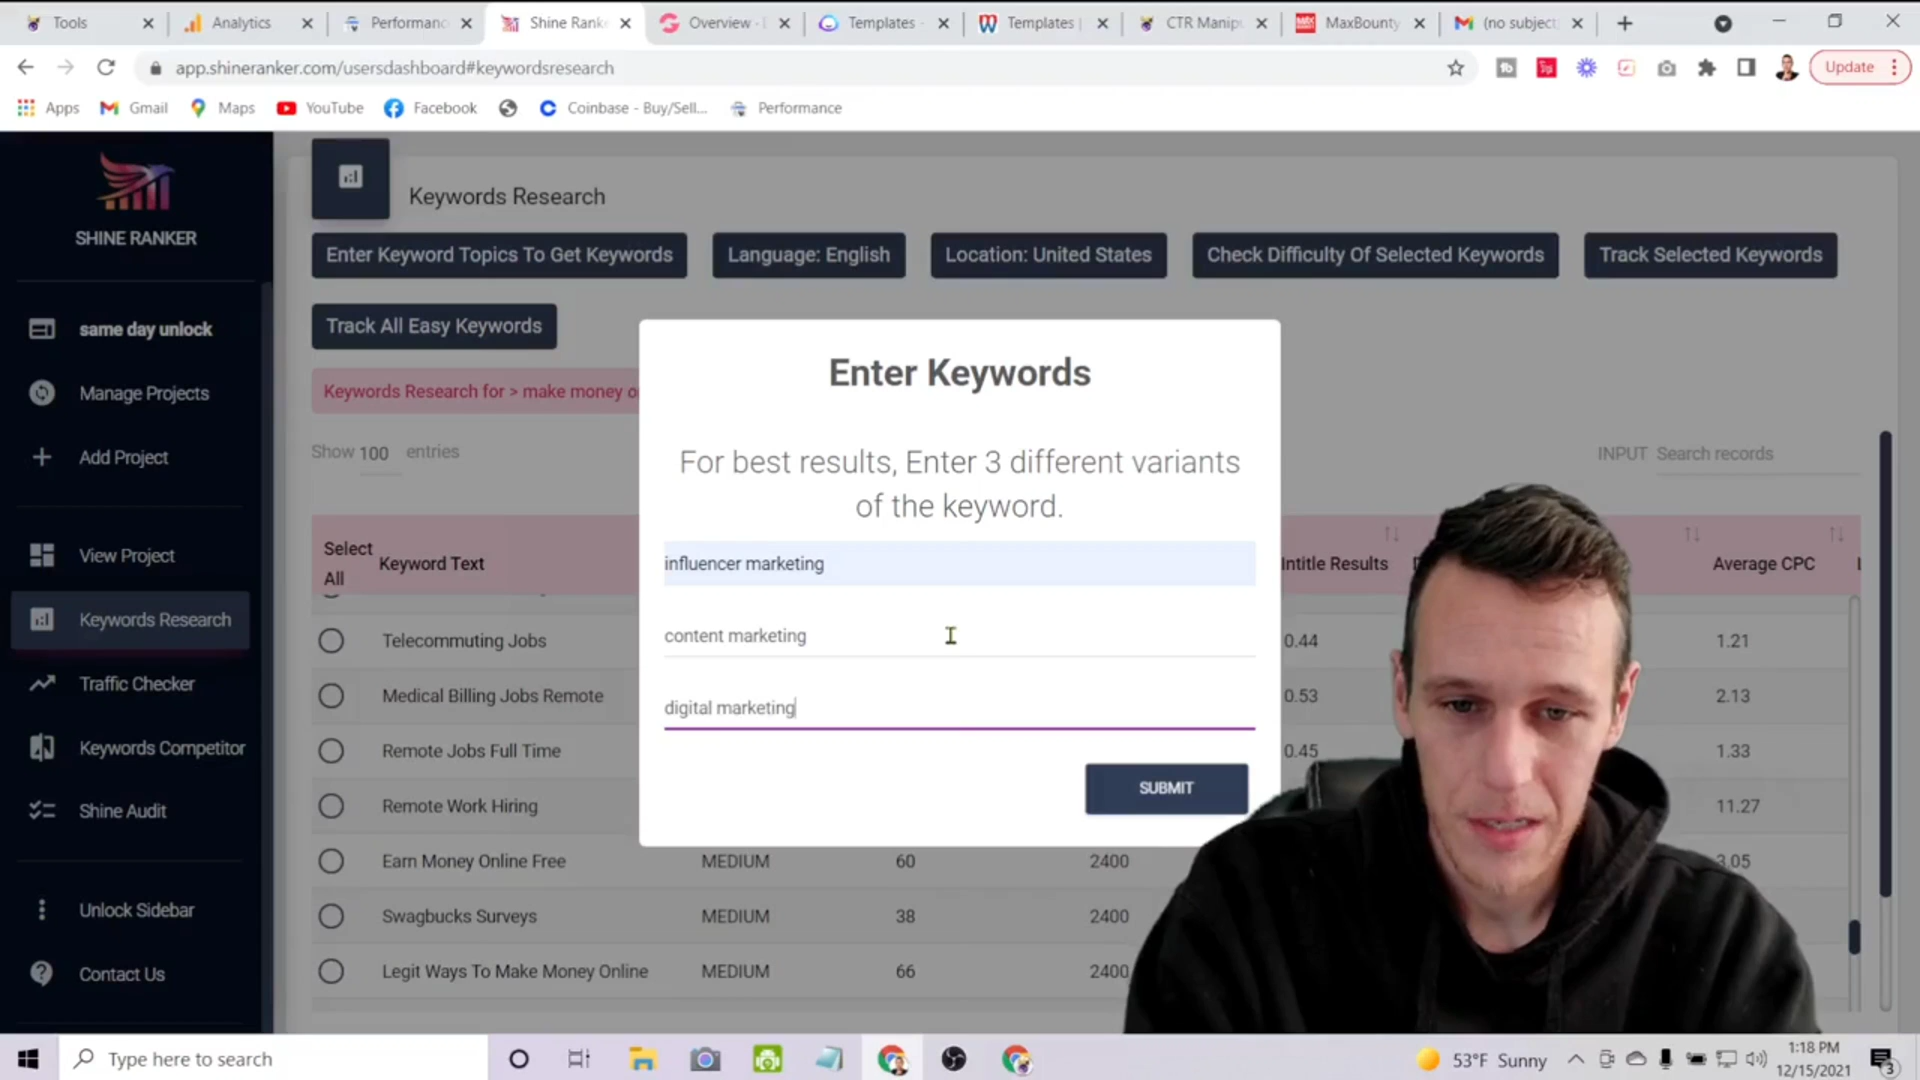 Tools
Analytics
Performanc
Shine Rank
Overview -
Templates -
Templates |
CTR Manip
MaxBounty
(no subject
app.shineranker.com/usersdashboard#keywordsresearch
Update
Apps
Gmail
Maps
YouTube
Facebook
Coinbase - Buy/Sell...
Performance
SHINE RANKER
same day unlock
Manage Projects
Add Project
View Project
Keywords Research
Traffic Checker
Keywords Competitor
Shine Audit
Unlock Sidebar
Contact Us
Keywords Research
Enter Keyword Topics To Get Keywords
Language: English
Location: United States
Check Difficulty Of Selected Keywords
Track Selected Keywords
Track All Easy Keywords
Keywords Research for > make money o
Show 100 entries
INPUT Search records
Select All
Keyword Text
Intitle Results
Average CPC
Telecommuting Jobs 0.44 1.21
Medical Billing Jobs Remote 0.53 2.13
Remote Jobs Full Time 0.45 1.33
Remote Work Hiring 11.27
Earn Money Online Free MEDIUM 60 2400 3.05
Swagbucks Surveys MEDIUM 38 2400
Legit Ways To Make Money Online MEDIUM 66 2400
Enter Keywords
For best results, Enter 3 different variants
of the keyword.
influencer marketing
content marketing
digital marketing
SUBMIT
Type here to search
53°F Sunny
1:18 PM
12/15/2021
3